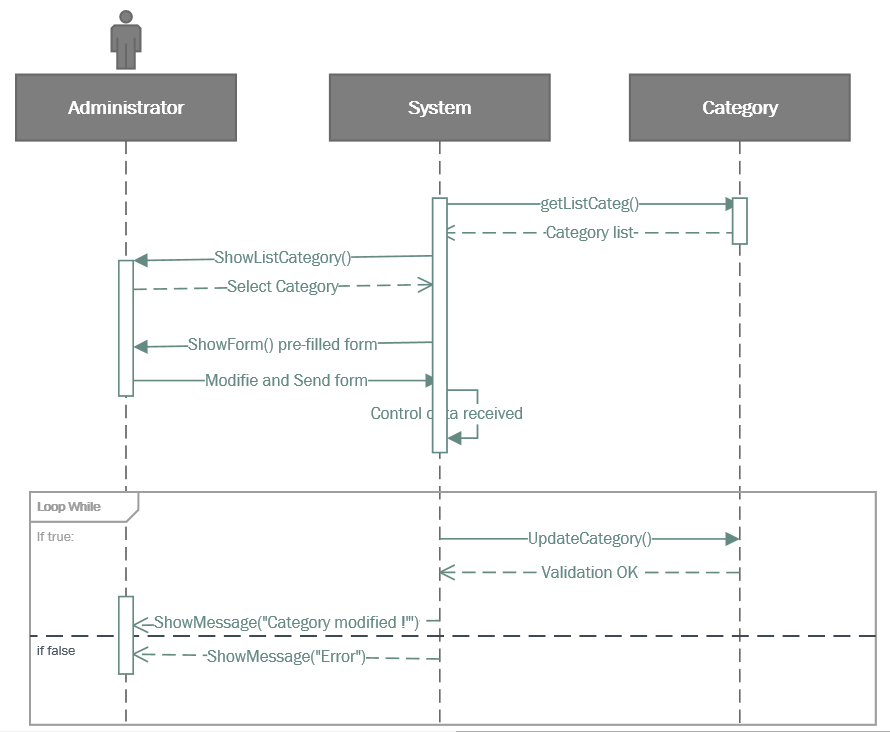 Administrator
System
Category
getListCateg()
Category list
ShowListCategory()
Select Category
ShowForm() pre-filled form
Modifie and Send form
Control data received
Loop While
If true:
UpdateCategory()
Validation OK
ShowMessage("Category modified !"')
if false
ShowMessage("Error")